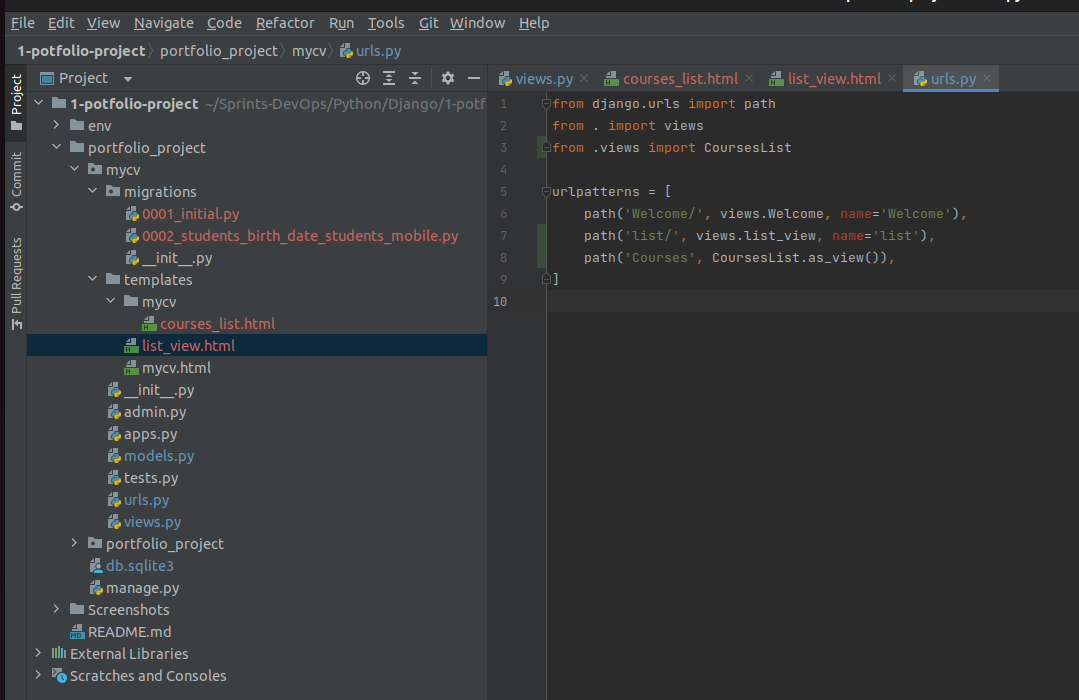 File Edit View Navigate Code Refactor Run Tools Git Window Help
1-potfolio-project portfolio_project mycv urls.py
Project
Commit
Pull Requests
Project
1-potfolio-project ~/Sprints-DevOps/Python/Django/1-potf
env
portfolio_project
mycv
migrations
0001_initial.py
0002_students_birth_date_students_mobile.py
__init__.py
templates
mycv
courses_list.html
list_view.html
mycv.html
__init__.py
admin.py
apps.py
models.py
tests.py
urls.py
views.py
portfolio_project
db.sqlite3
manage.py
Screenshots
README.md
External Libraries
Scratches and Consoles
views.py courses_list.html list_view.html urls.py
1 from django.urls import path
2 from . import views
3 from .views import CoursesList
4
5 urlpatterns = [
6 path('Welcome/', views.Welcome, name='Welcome'),
7 path('list/', views.list_view, name='list'),
8 path('Courses', CoursesList.as_view()),
9 ]
10